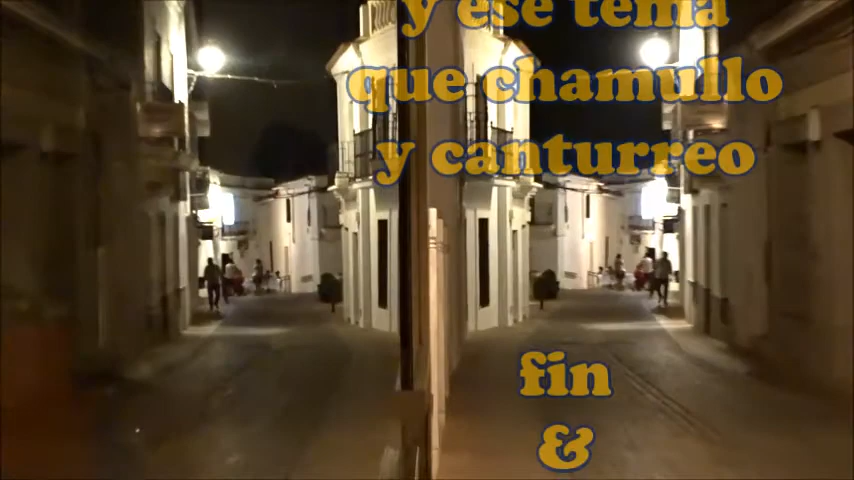 y ese tema
que chamullo
y canturreo
fin
&